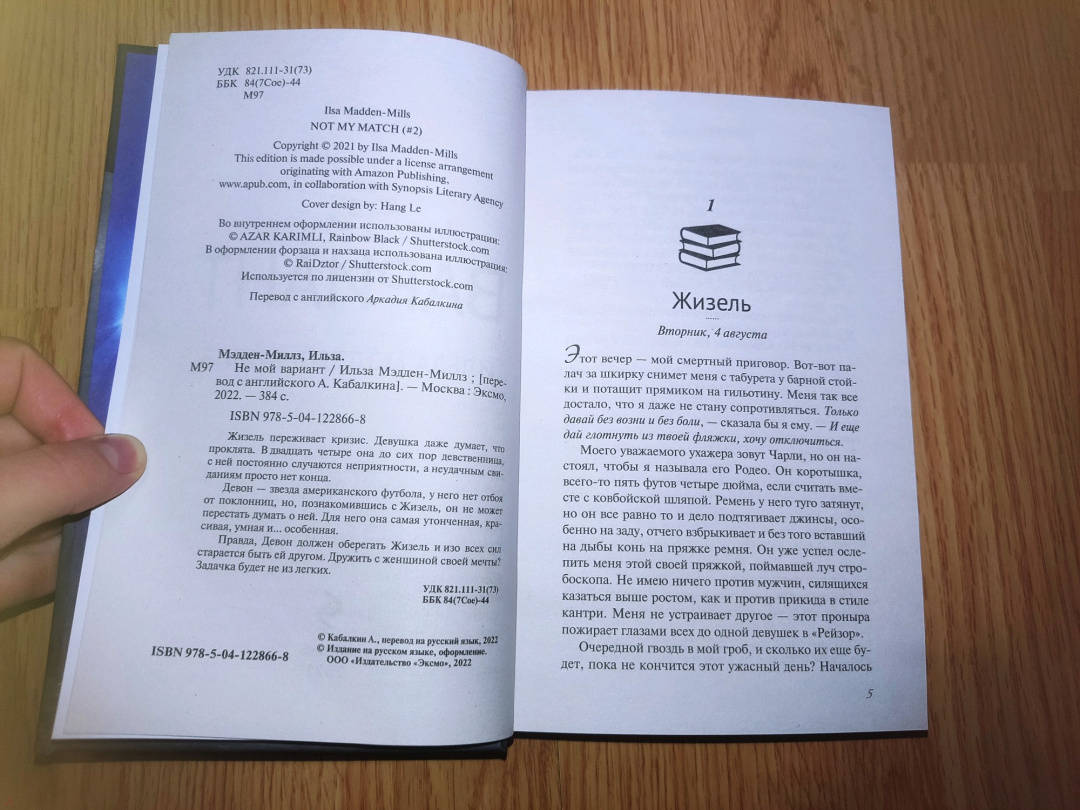 УДК 821.111-31(73)
ББК 84(7Сое)-44
М97
Ilsa Madden-Mills
NOT MY MATCH (#2)
Copyright © 2021 by Ilsa Madden-Mills
This edition is made possible under a license arrangement
originating with Amazon Publishing,
www.apub.com, in collaboration with Synopsis Literary Agency
Cover design by: Hang Le
Во внутреннем оформлении использованы иллюстрации:
© AZAR KARIMLI, Rainbow Black / Shutterstock.com
В оформлении форзаца и нахзаца использована иллюстрация:
© RaiDztor / Shutterstock.com
Используется по лицензии от Shutterstock.com
Перевод с английского Аркадия Кабалкина
Мэдден-Миллз, Ильза.
М97 Не мой вариант / Ильза Мэдден-Миллз ; [пере-
вод с английского А. Кабалкина]. — Москва : Эксмо,
2022. — 384 с.
ISBN 978-5-04-122866-8
Жизель переживает кризис. Девушка даже думает, что
проклята. В двадцать четыре она до сих пор девственница,
с ней постоянно случаются неприятности, а неудачным сви-
даниям просто нет конца.
Девон — звезда американского футбола, у него нет отбоя
от поклонниц, но, познакомившись с Жизель, он не может
перестать думать о ней. Для него она самая утонченная, кра-
сивая, умная и... особенная.
Правда, Девон должен оберегать Жизель и изо всех сил
старается быть ей другом. Дружить с женщиной своей мечты?
Задачка будет не из легких.
УДК 821.111-31(73)
ББК 84(7Сое)-44
© Кабалкин А., перевод на русский язык, 2022
© Издание на русском языке, оформление.
ООО «Издательство «Эксмо», 2022
ISBN 978-5-04-122866-8
1
Жизель
Вторник, 4 августа
Этот вечер — мой смертный приговор. Вот-вот па-
лач за шкирку снимет меня с табурета у барной стой-
ки и потащит прямиком на гильотину. Меня так все
достало, что я даже не стану сопротивляться. Только
давай без возни и без боли, — сказала бы я ему. — И еще
дай глотнуть из твоей фляжки, хочу отключиться.
Моего уважаемого ухажера зовут Чарли, но он на-
стоял, чтобы я называла его Родео. Он коротышка,
всего-то пять футов четыре дюйма, если считать вме-
сте с ковбойской шляпой. Ремень у него туго затянут,
но он все равно то и дело подтягивает джинсы, осо-
бенно на заду, отчего взбрыкивает и без того вставший
на дыбы конь на пряжке ремня. Он уже успел осле-
пить меня этой своей пряжкой, поймавшей луч стро-
боскопа. Не имею ничего против мужчин, силящихся
казаться выше ростом, как и против прикида в стиле
кантри. Меня не устраивает другое — этот проныра
пожирает глазами всех до одной девушек в «Рейзор».
Очередной гвоздь в мой гроб, и сколько их еще бу-
дет, пока не кончится этот ужасный день? Началось
5